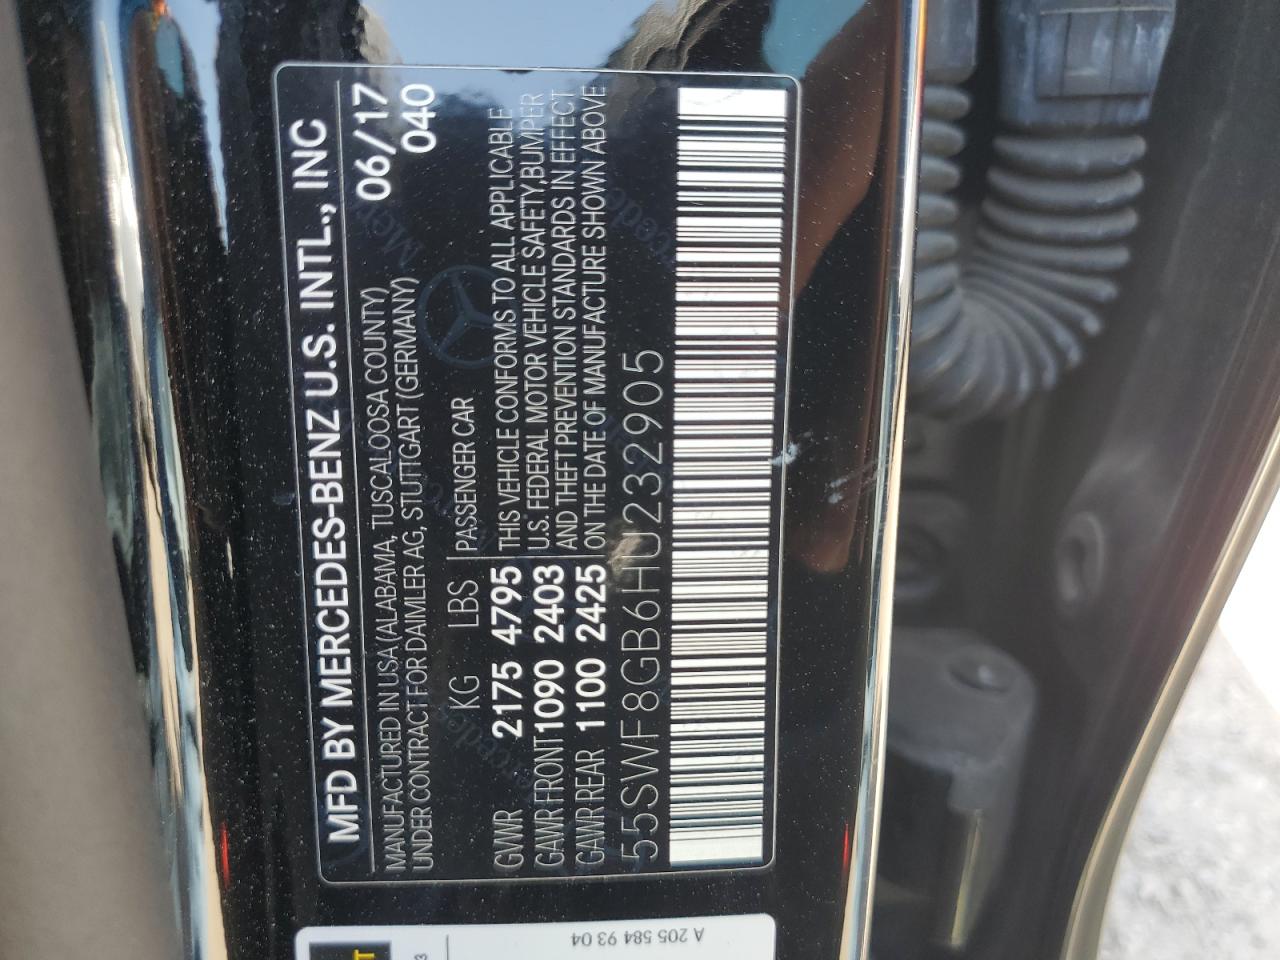 MFD BY MERCEDES-BENZ U.S. INTL., INC
MANUFACTURED IN USA (ALABAMA, TUSCALOOSA COUNTY) 06/17
UNDER CONTRACT FOR DAIMLER AG, STUTTGART (GERMANY) 040
KG LBS PASSENGER CAR
GVWR 2175 4795 THIS VEHICLE CONFORMS TO ALL APPLICABLE
GAWR FRONT 1090 2403 U.S. FEDERAL MOTOR VEHICLE SAFETY, BUMPER
AND THEFT PREVENTION STANDARDS IN EFFECT
GAWR REAR 1100 2425 ON THE DATE OF MANUFACTURE SHOWN ABOVE
55SWF8GB6HU232905
A 205 584 93 04